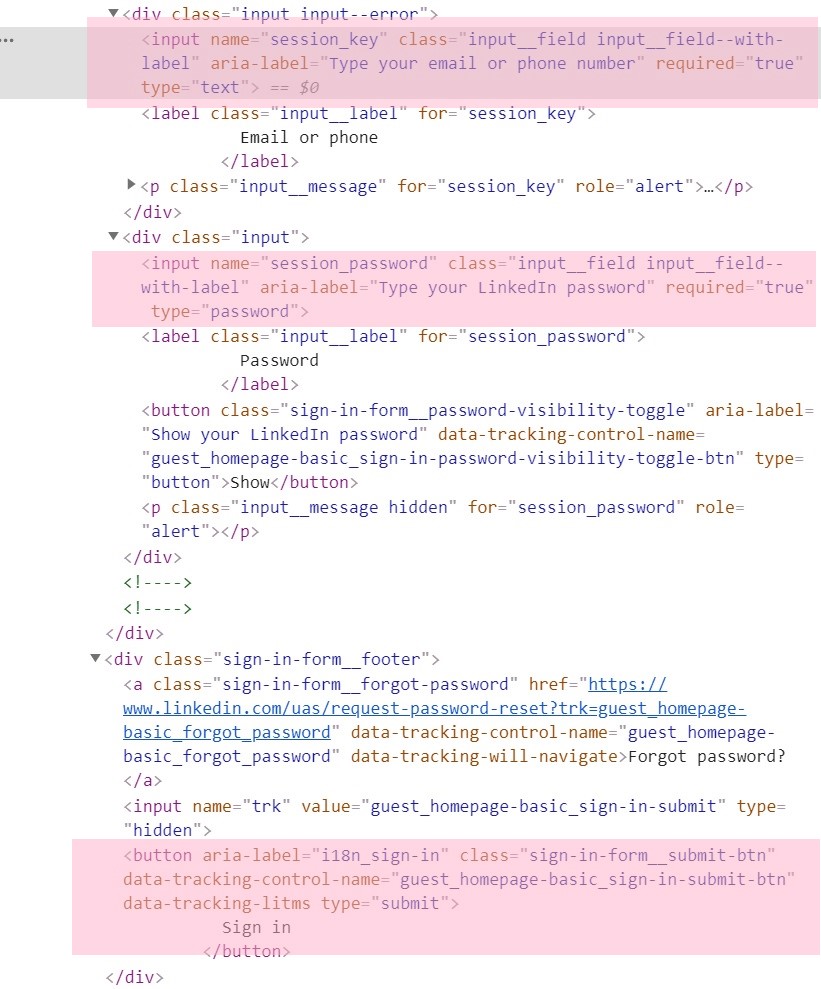 ▼<div class="input input--error">
<input name="session_key" class="input__field input__field--with-
label" aria-label="Type your email or phone number" required="true"
type="text"> == $0
<label class="input__label" for="session_key">
Email or phone
</label>
▶<p class="input__message" for="session_key" role="alert">…</p>
</div>
▼<div class="input">
<input name="session_password" class="input__field input__field--
with-label" aria-label="Type your LinkedIn password" required="true"
type="password">
<label class="input__label" for="session_password">
Password
</label>
<button class="sign-in-form__password-visibility-toggle" aria-label=
"Show your LinkedIn password" data-tracking-control-name=
"guest_homepage-basic_sign-in-password-visibility-toggle-btn" type=
"button">Show</button>
<p class="input__message hidden" for="session_password" role=
"alert"></p>
</div>
<!---->
<!---->
</div>
▼<div class="sign-in-form__footer">
<a class="sign-in-form__forgot-password" href="https://
www.linkedin.com/uas/request-password-reset?trk=guest_homepage-
basic_forgot_password" data-tracking-control-name="guest_homepage-
basic_forgot_password" data-tracking-will-navigate>Forgot password?
</a>
<input name="trk" value="guest_homepage-basic_sign-in-submit" type=
"hidden">
<button aria-label="i18n_sign-in" class="sign-in-form__submit-btn"
data-tracking-control-name="guest_homepage-basic_sign-in-submit-btn"
data-tracking-litms type="submit">
Sign in
</button>
</div>